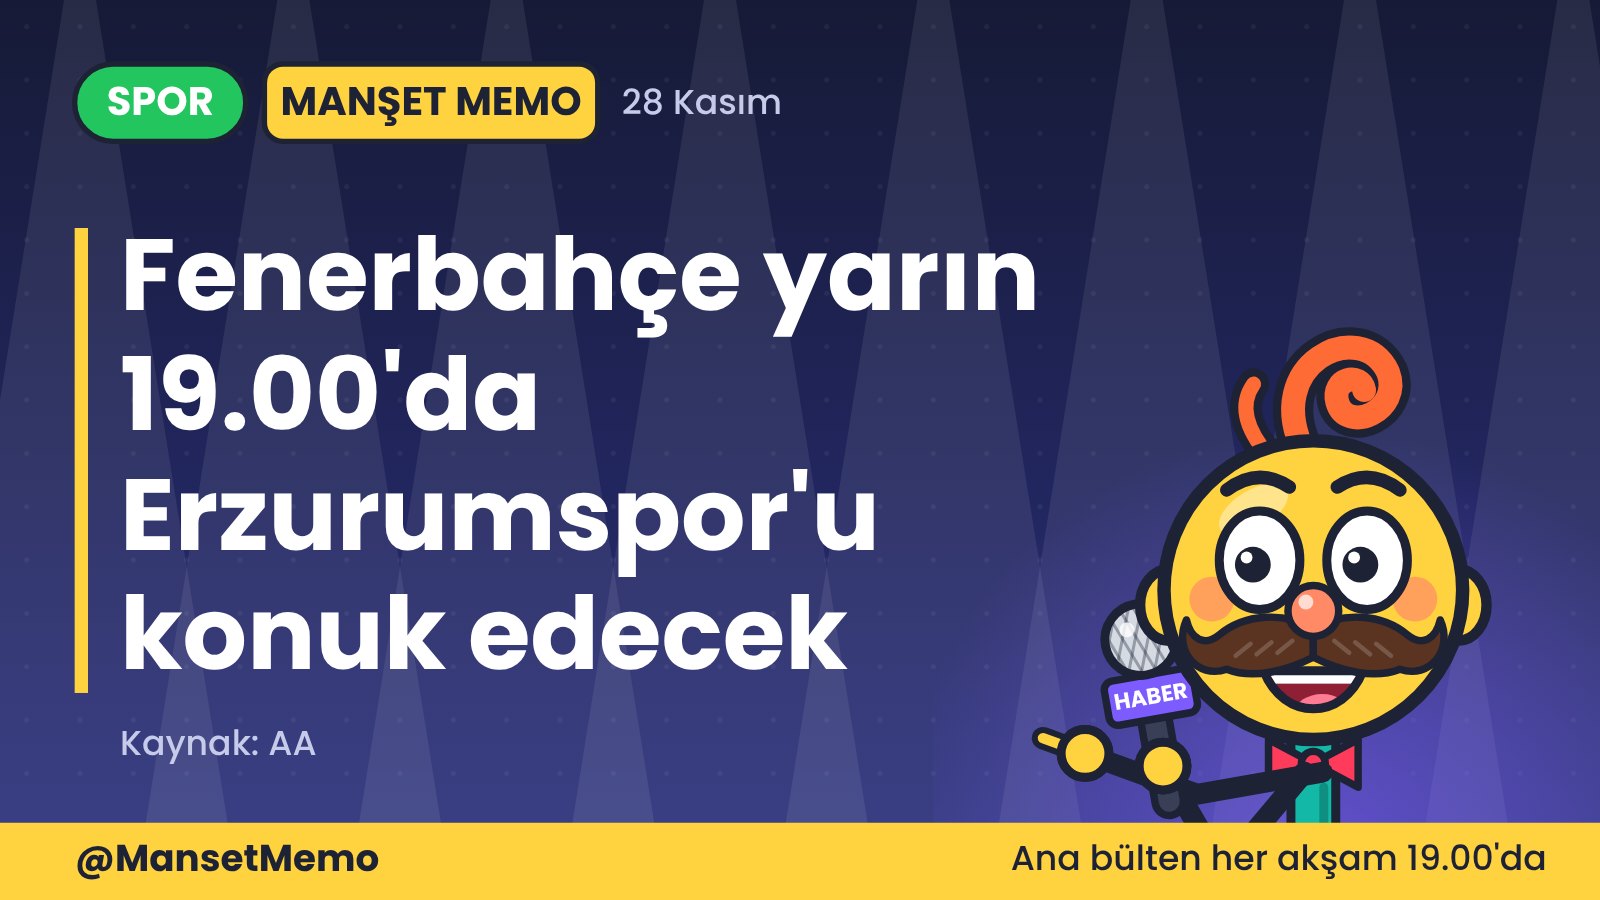 SPOR MANŞET MEMO 28 Kasım
Fenerbahçe yarın
19.00'da
Erzurumspor'u
konuk edecek
Kaynak: AA
HABER
@MansetMemo Ana bülten her akşam 19.00'da